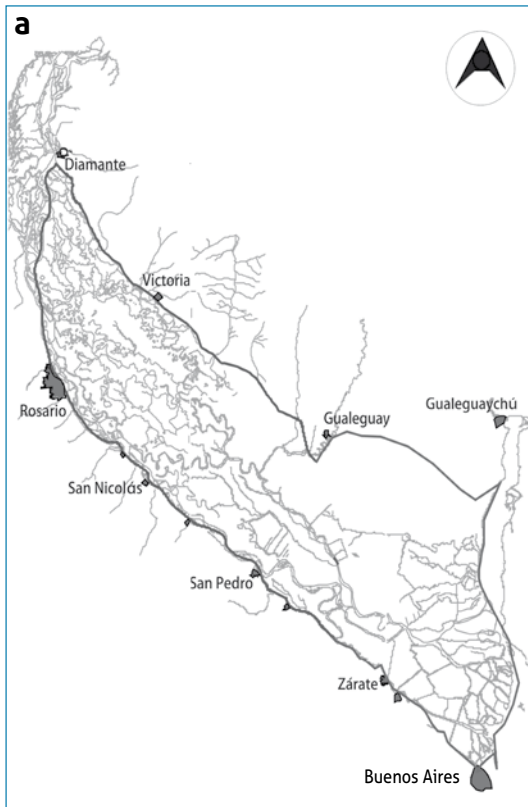 a
Diamante
Victoria
Rosario
Gualeguay
Gualeguaychú
San Nicolás
San Pedro
Zárate
Buenos Aires